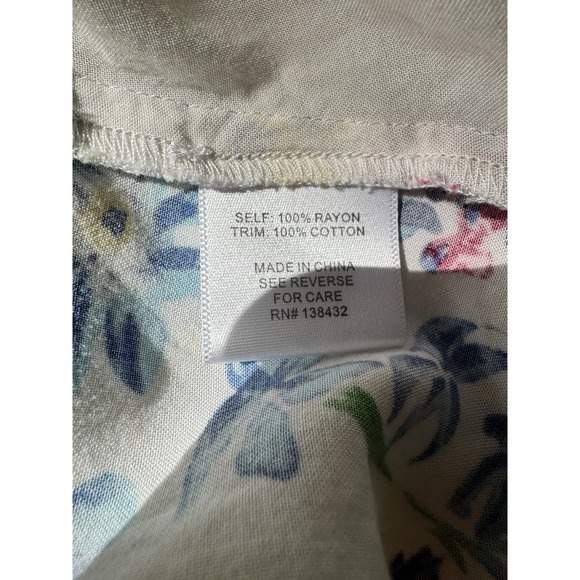 SELF: 100% RAYON
TRIM: 100% COTTON
MADE IN CHINA
SEE REVERSE
FOR CARE
RN# 138432